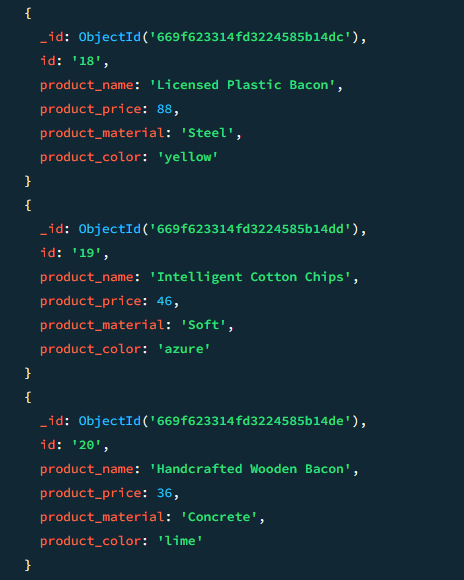 {
_id: ObjectId('669f623314fd3224585b14dc'),
id: '18',
product_name: 'Licensed Plastic Bacon',
product_price: 88,
product_material: 'Steel',
product_color: 'yellow'
}
{
_id: ObjectId('669f623314fd3224585b14dd'),
id: '19',
product_name: 'Intelligent Cotton Chips',
product_price: 46,
product_material: 'Soft',
product_color: 'azure'
}
{
_id: ObjectId('669f623314fd3224585b14de'),
id: '20',
product_name: 'Handcrafted Wooden Bacon',
product_price: 36,
product_material: 'Concrete',
product_color: 'lime'
}